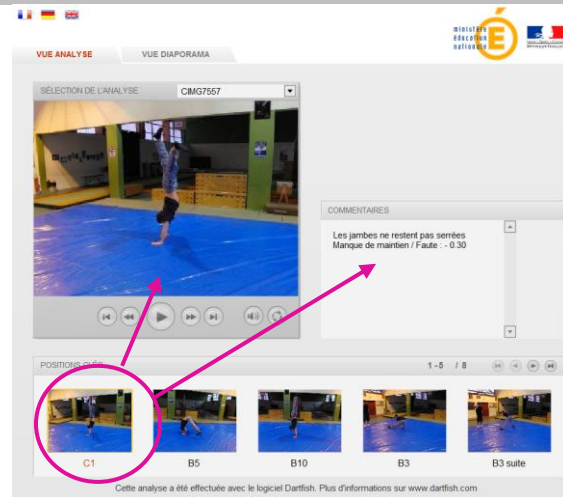 ministère
éducation
nationale
VUE ANALYSE
VUE DIAPORAMA
SÉLECTION DE L'ANALYSE
CIMG7557
COMMENTAIRES
Les jambes ne restent pas serrées
Manque de maintien / Faute : - 0.30
POSITIONS CLÉS
1 - 5 / 8
C1
B5
B10
B3
B3 suite
Cette analyse a été effectuée avec le logiciel Dartfish. Plus d'informations sur www.dartfish.com